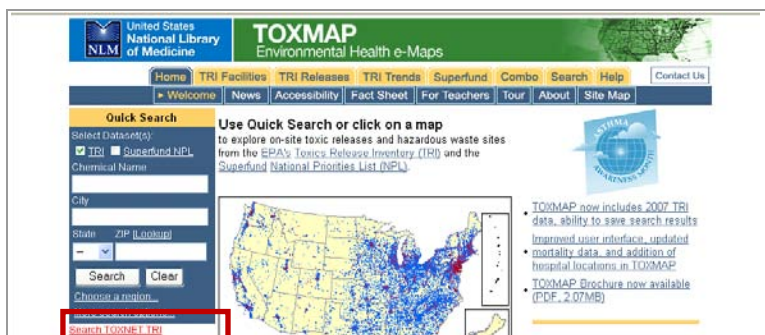 United States
National Library
of Medicine
NLM
TOXMAP
Environmental Health e-Maps
Home TRI Facilities TRI Releases TRI Trends Superfund Combo Search Help Contact Us
► Welcome News Accessibility Fact Sheet For Teachers Tour About Site Map
Quick Search
Select Dataset(s):
TRI Superfund NPL
Chemical Name
City
State ZIP [Lookup]
--
Search Clear
Choose a region...
More Search Options...
Search TOXNET TRI
Use Quick Search or click on a map
to explore on-site toxic releases and hazardous waste sites
from the EPA's Toxics Release Inventory (TRI) and the
Superfund National Priorities List (NPL).
ASTHMA
AWARENESS MONTH
• TOXMAP now includes 2007 TRI
data, ability to save search results
Improved user interface, updated
• mortality data, and addition of
hospital locations in TOXMAP
• TOXMAP Brochure now available
(PDF, 2.07MB)